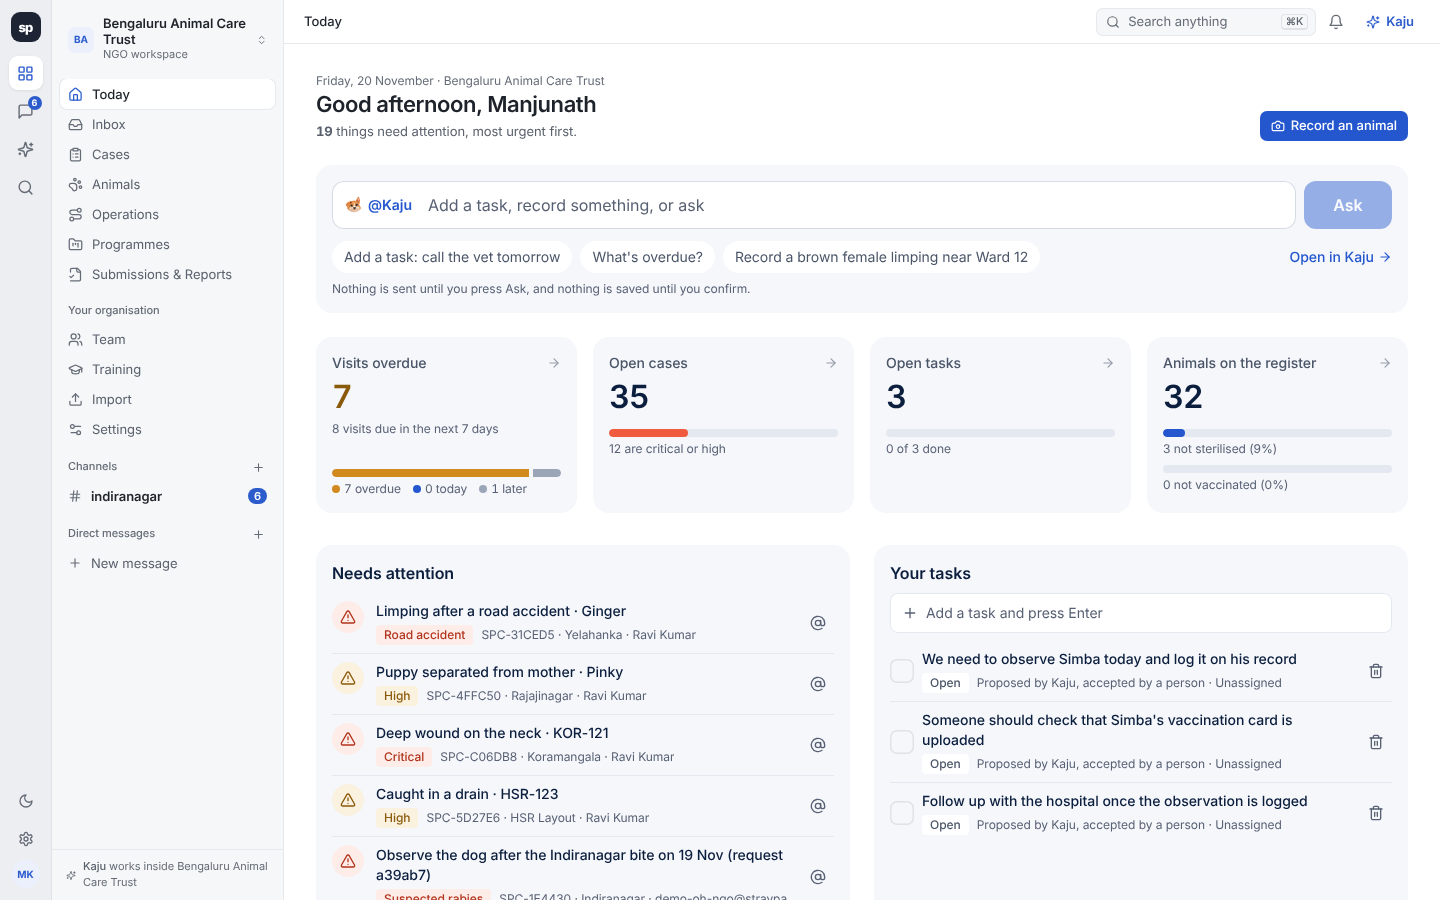 sp
BA
Bengaluru Animal Care
Trust
NGO workspace
6
Today
Inbox
Cases
Animals
Operations
Programmes
Submissions & Reports
Your organisation
Team
Training
Import
Settings
Channels
indiranagar 6
Direct messages
New message
MK
Kaju works inside Bengaluru Animal
Care Trust
Today
Search anything ⌘K
Kaju
Friday, 20 November · Bengaluru Animal Care Trust
Good afternoon, Manjunath
19 things need attention, most urgent first.
Record an animal
@Kaju Add a task, record something, or ask
Ask
Add a task: call the vet tomorrow
What's overdue?
Record a brown female limping near Ward 12
Open in Kaju →
Nothing is sent until you press Ask, and nothing is saved until you confirm.
Visits overdue
7
8 visits due in the next 7 days
7 overdue 0 today 1 later
Open cases
35
12 are critical or high
Open tasks
3
0 of 3 done
Animals on the register
32
3 not sterilised (9%)
0 not vaccinated (0%)
Needs attention
Limping after a road accident · Ginger
Road accident SPC-31CED5 · Yelahanka · Ravi Kumar
@
Puppy separated from mother · Pinky
High SPC-4FFC50 · Rajajinagar · Ravi Kumar
@
Deep wound on the neck · KOR-121
Critical SPC-C06DB8 · Koramangala · Ravi Kumar
@
Caught in a drain · HSR-123
High SPC-5D27E6 · HSR Layout · Ravi Kumar
@
Observe the dog after the Indiranagar bite on 19 Nov (request
a39ab7)
Suspected rabies SPC-1F4430 · Indiranagar · demo-oh-ngo@straypa
@
Your tasks
Add a task and press Enter
We need to observe Simba today and log it on his record
Open Proposed by Kaju, accepted by a person · Unassigned
Someone should check that Simba's vaccination card is
uploaded
Open Proposed by Kaju, accepted by a person · Unassigned
Follow up with the hospital once the observation is logged
Open Proposed by Kaju, accepted by a person · Unassigned